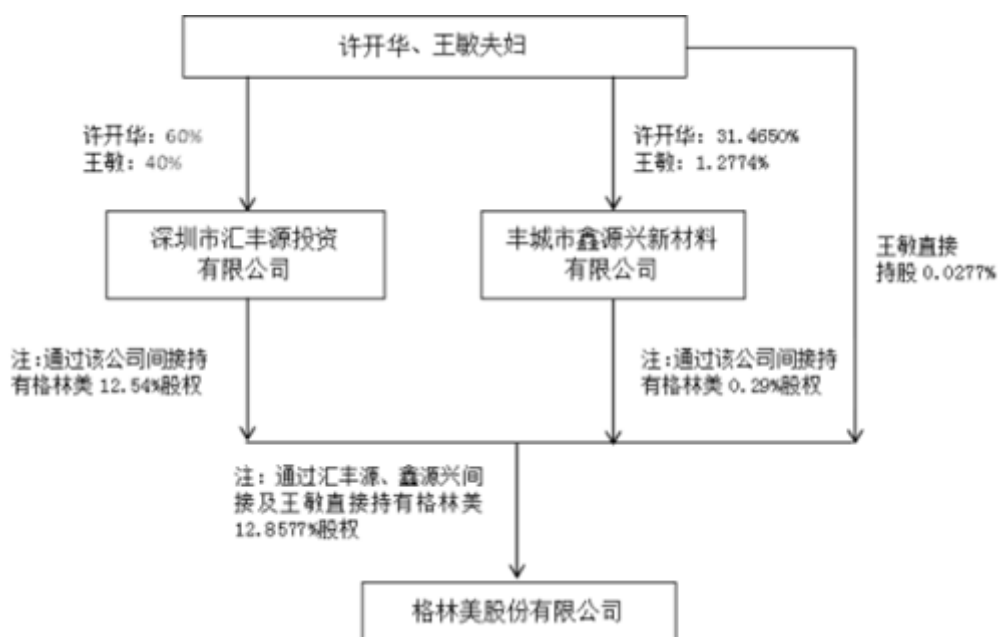 许开华、王敏夫妇
许开华：60%
王敏：40%
许开华：31.4650%
王敏：1.2774%
深圳市汇丰源投资
有限公司
丰城市鑫源兴新材料
有限公司
王敏直接
持股 0.0277%
注:通过该公司间接持
有格林美 12.54%股权
注：通过该公司间接持
有格林美 0.29%股权
注：通过汇丰源、鑫源兴间
接及王敏直接持有格林美
12.8577%股权
格林美股份有限公司